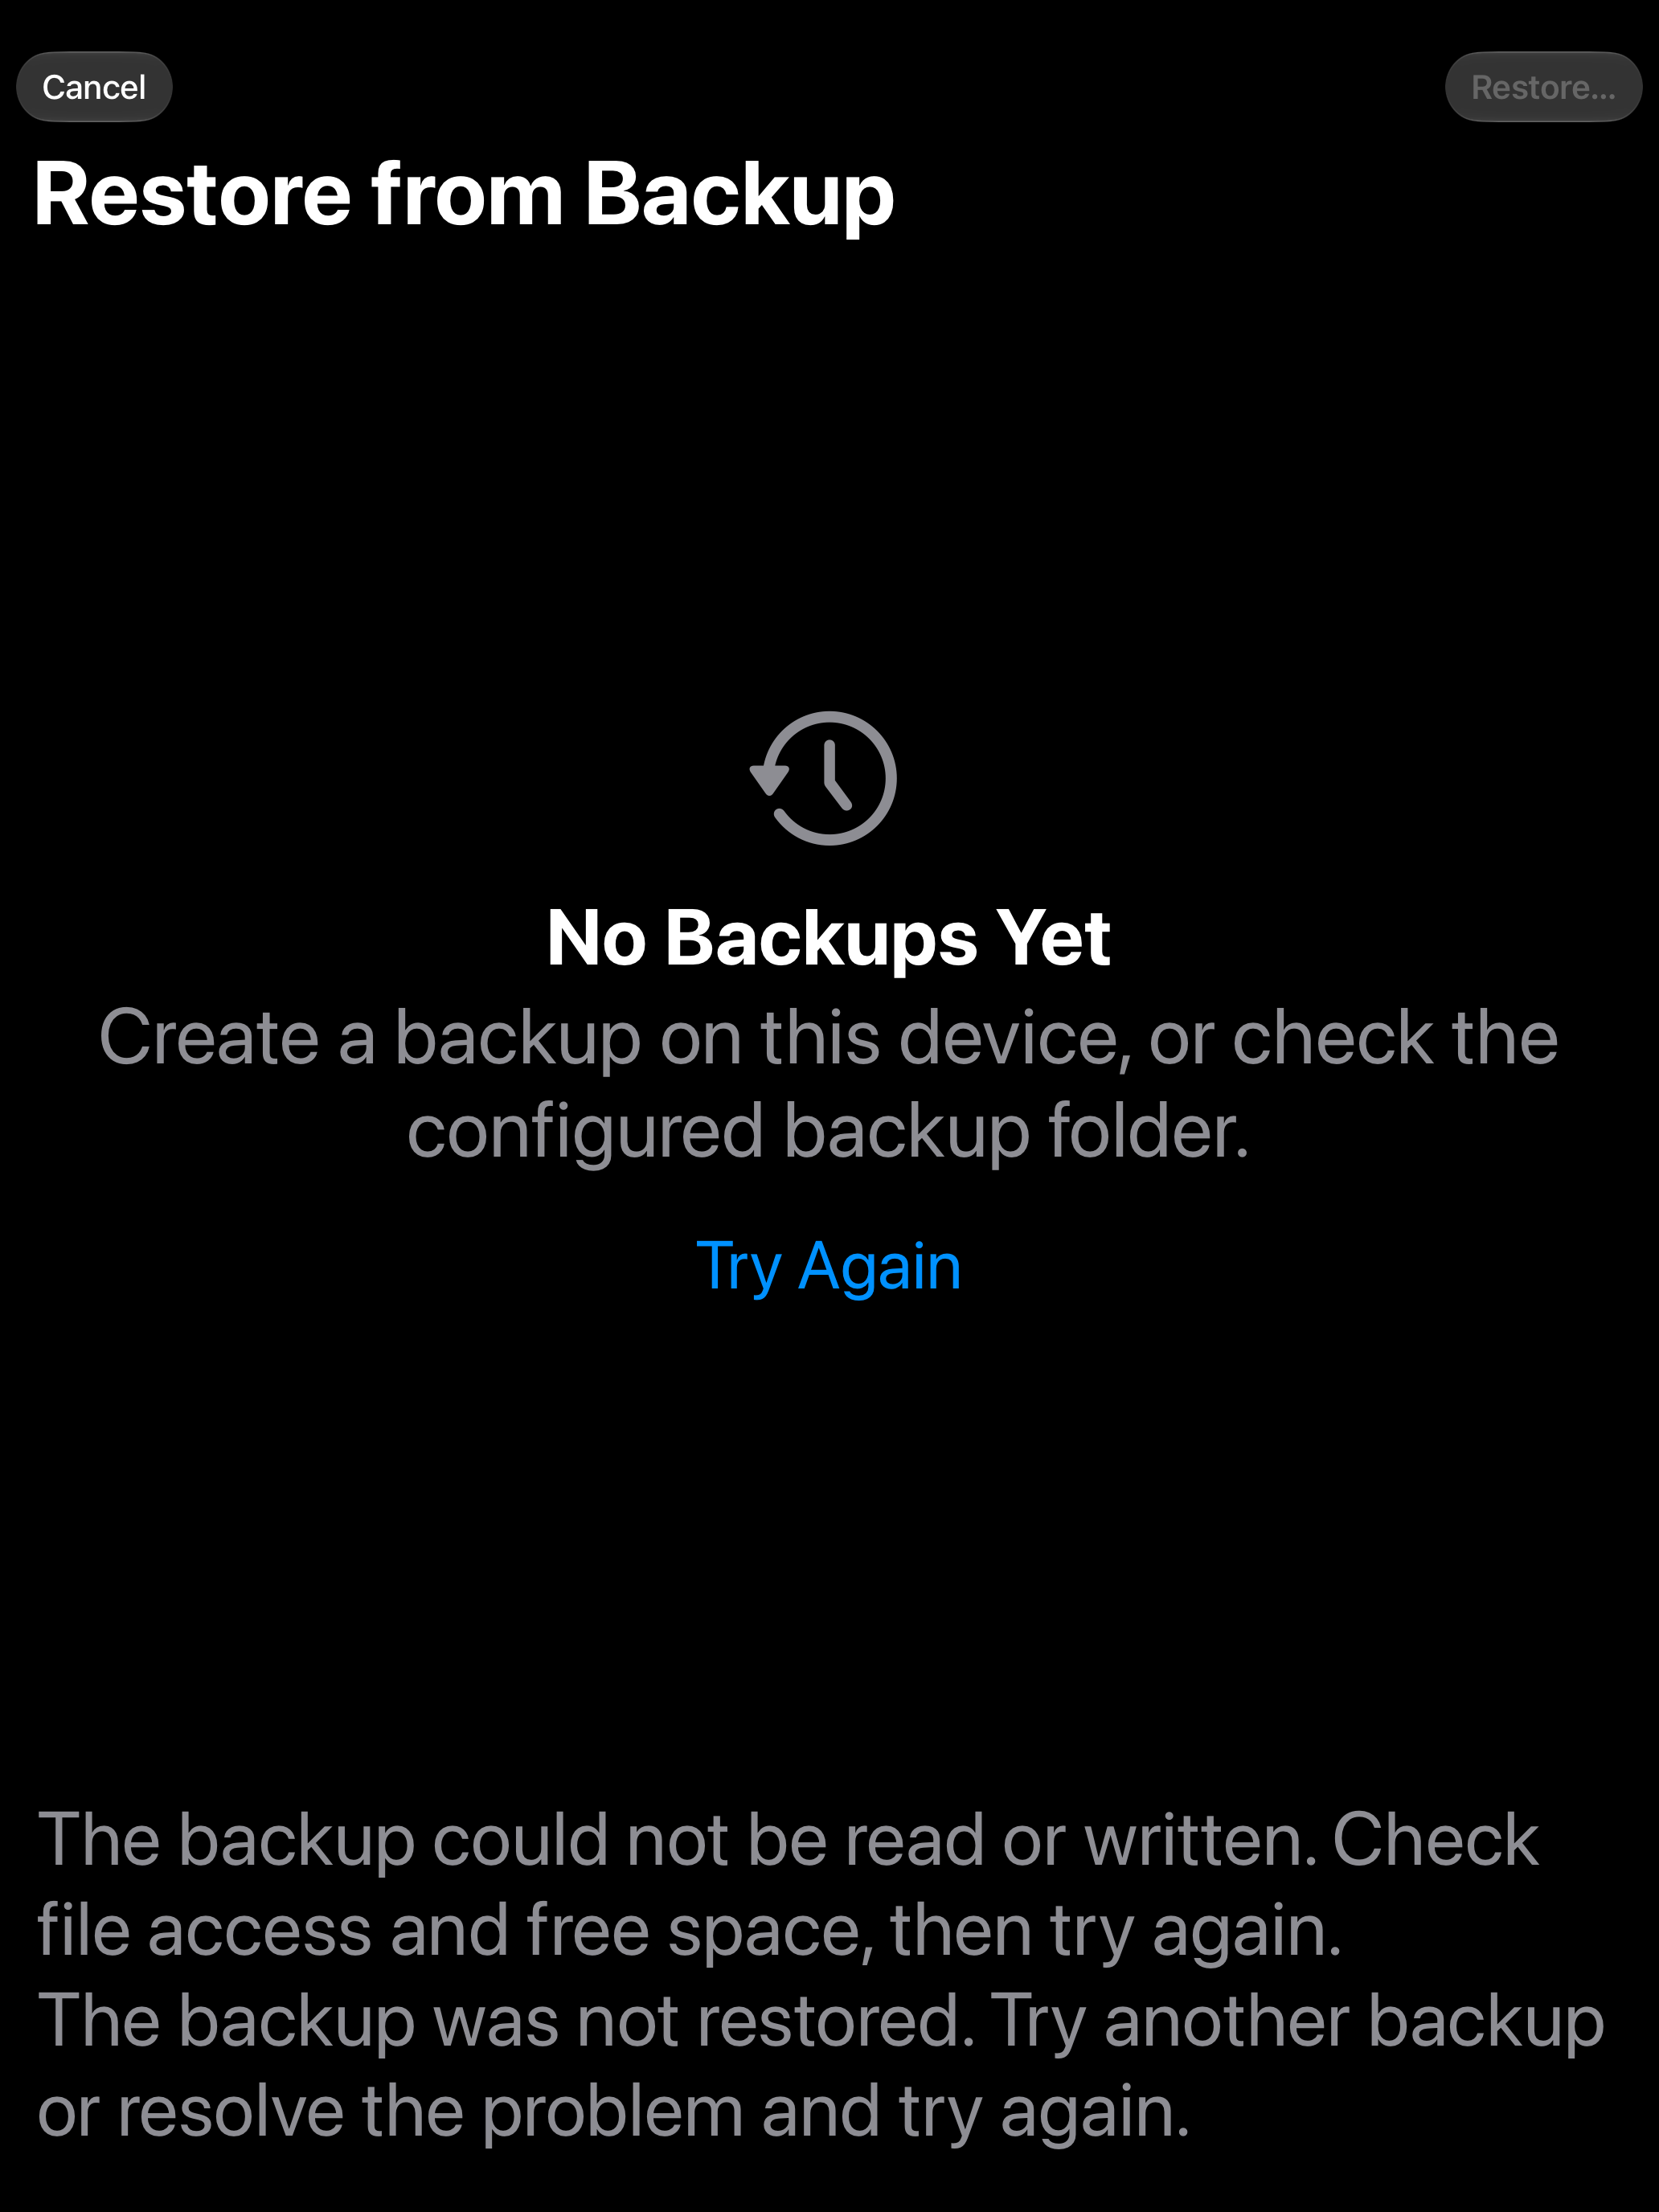 Cancel
Restore...
Restore from Backup
No Backups Yet
Create a backup on this device, or check the
configured backup folder.
Try Again
The backup could not be read or written. Check
file access and free space, then try again.
The backup was not restored. Try another backup
or resolve the problem and try again.